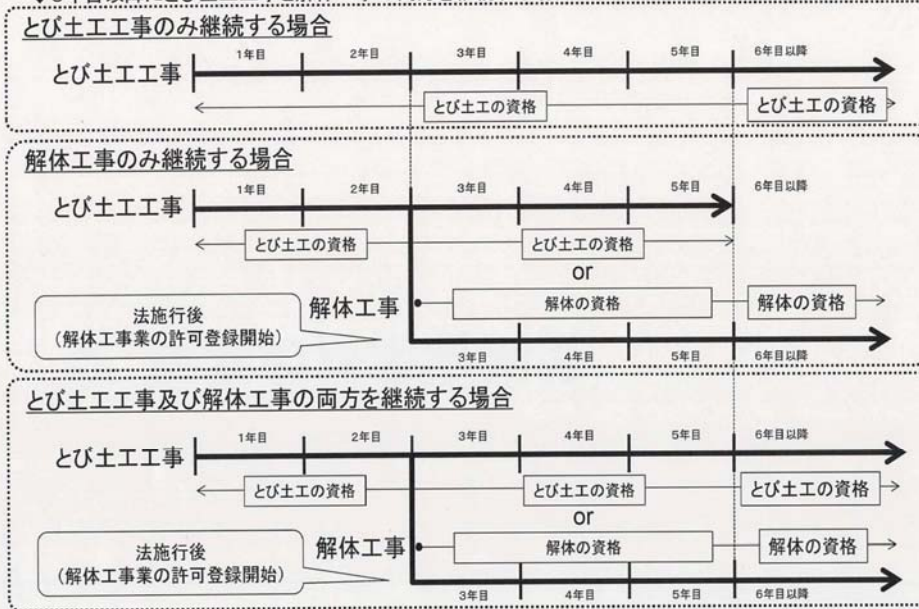 とび土工工事のみ継続する場合
1年目 2年目 3年目 4年目 5年目 6年目以降
とび土工工事
とび土工の資格 とび土工の資格
解体工事のみ継続する場合
1年目 2年目 3年目 4年目 5年目 6年目以降
とび土工工事
とび土工の資格 とび土工の資格
or
解体工事 解体の資格 解体の資格
法施行後
(解体工事業の許可登録開始)
3年目 4年目 5年目 6年目以降
とび土工工事及び解体工事の両方を継続する場合
1年目 2年目 3年目 4年目 5年目 6年目以降
とび土工工事
とび土工の資格 とび土工の資格 とび土工の資格
or
解体工事 解体の資格 解体の資格
法施行後
(解体工事業の許可登録開始)
3年目 4年目 5年目 6年目以降